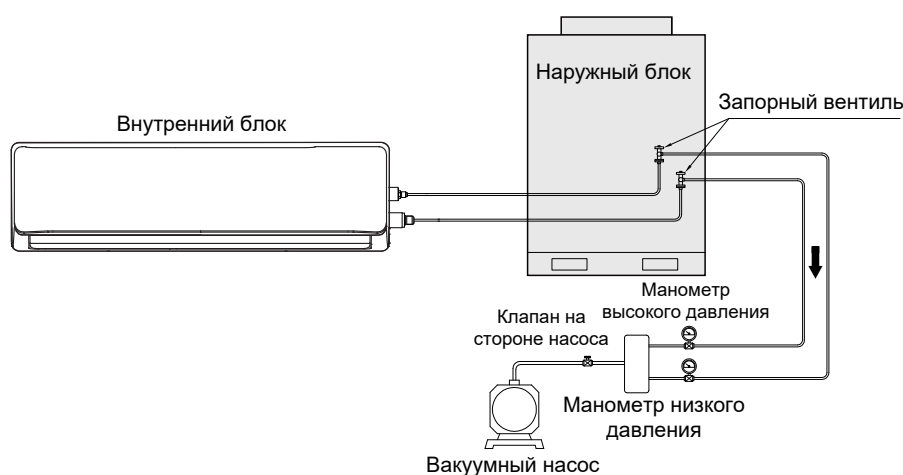 Наружный блок
Запорный вентиль
Внутренний блок
Манометр
высокого давления
Клапан на
стороне насоса
Манометр низкого
давления
Вакуумный насос